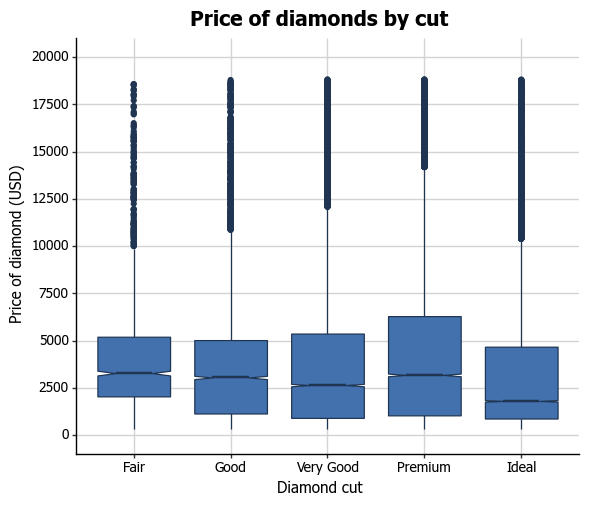 Price of diamonds by cut
20000
17500
15000
12500
10000
7500
5000
2500
0
Price of diamond (USD)
Fair Good Very Good Premium Ideal
Diamond cut